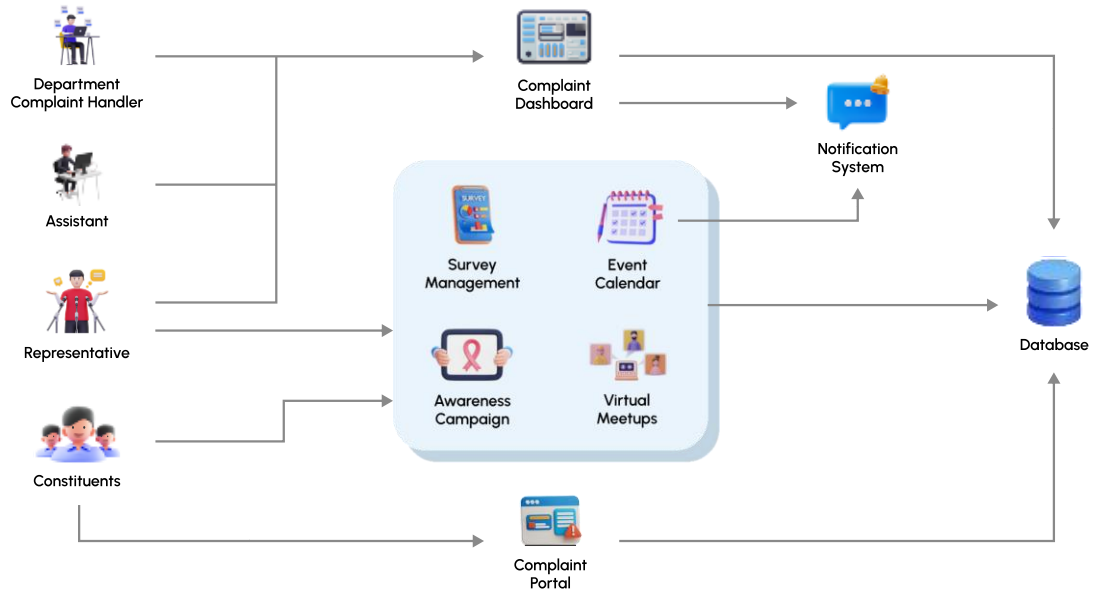 Department
Complaint Handler
Assistant
Representative
Constituents
Complaint
Dashboard
Notification
System
SURVEY
Survey
Management
Event
Calendar
Awareness
Campaign
Virtual
Meetups
Database
Complaint
Portal